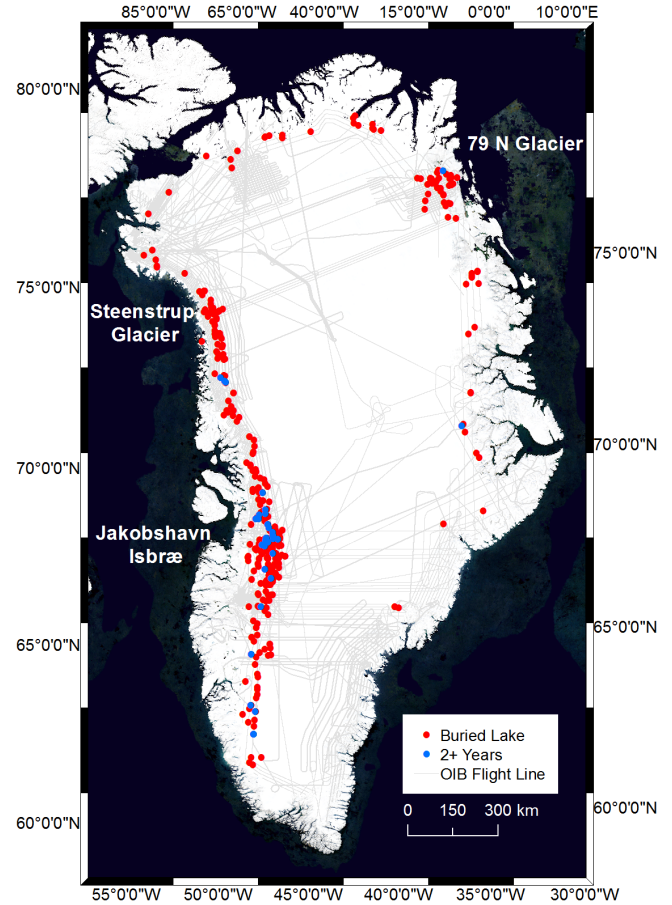 85°0'0"W 65°0'0"W 40°0'0"W 15°0'0"W 0°0'0" 10°0'0"E
80°0'0"N
79 N Glacier
75°0'0"N
75°0'0"N
Steenstrup
Glacier
70°0'0"N
70°0'0"N
Jakobshavn
Isbræ
65°0'0"N
65°0'0"N
Buried Lake
2+ Years
OIB Flight Line
0 150 300 km
60°0'0"N
60°0'0"N
55°0'0"W 50°0'0"W 45°0'0"W 40°0'0"W 35°0'0"W 30°0'0"W